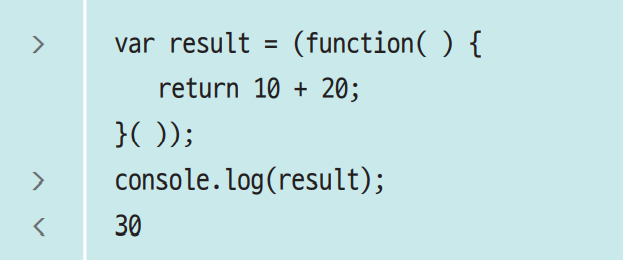 > var result = (function( ) {
return 10 + 20;
}( ));
> console.log(result);
< 30